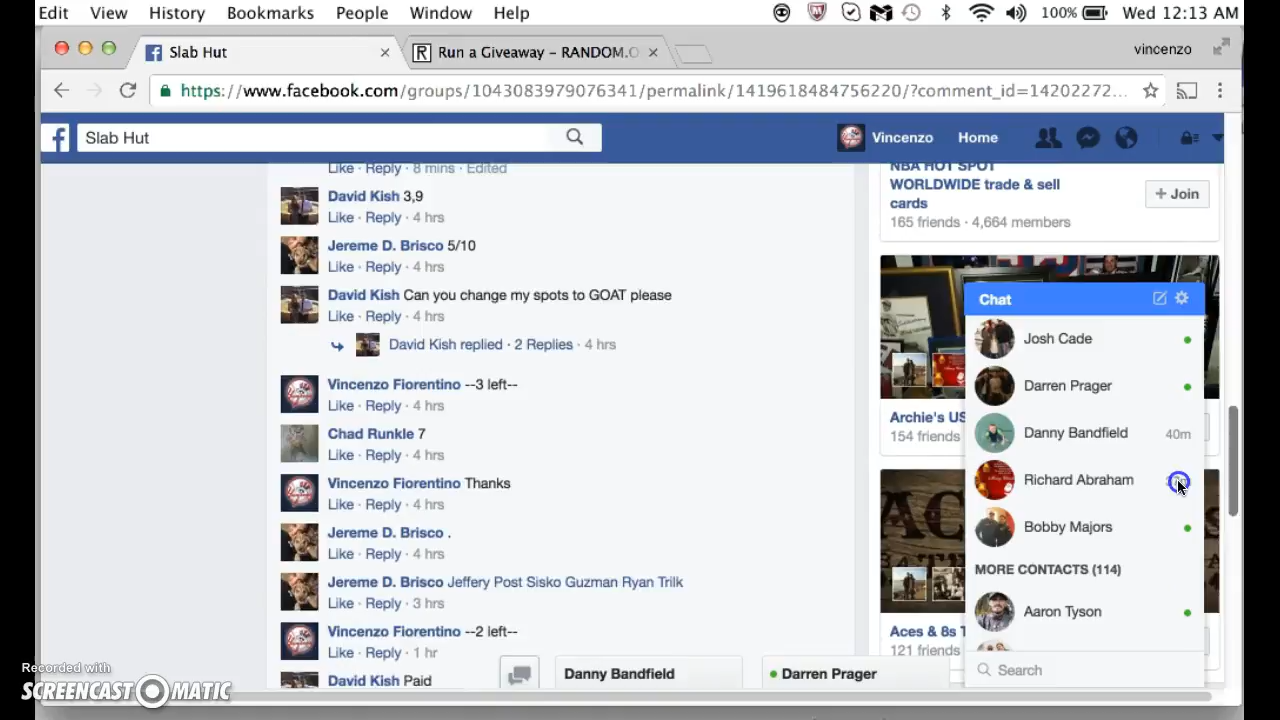 Edit View History Bookmarks People Window Help 100% Wed 12:13 AM
Slab Hut × R Run a Giveaway – RANDOM.O × vincenzo
https://www.facebook.com/groups/1043083979076341/permalink/1419618484756220/?comment_id=14202272...
f Slab Hut Vincenzo Home
Like · Reply · 8 mins · Edited
David Kish 3,9
Like · Reply · 4 hrs
Jereme D. Brisco 5/10
Like · Reply · 4 hrs
David Kish Can you change my spots to GOAT please
Like · Reply · 4 hrs
David Kish replied · 2 Replies · 4 hrs
Vincenzo Fiorentino --3 left--
Like · Reply · 4 hrs
Chad Runkle 7
Like · Reply · 4 hrs
Vincenzo Fiorentino Thanks
Like · Reply · 4 hrs
Jereme D. Brisco .
Like · Reply · 4 hrs
Jereme D. Brisco Jeffery Post Sisko Guzman Ryan Trilk
Like · Reply · 3 hrs
Vincenzo Fiorentino --2 left--
Like · Reply · 1 hr
David Kish Paid
NBA HOT SPOT
WORLDWIDE trade & sell
cards
165 friends · 4,664 members
+ Join
Archie's US
154 friends
Aces & 8s T
121 friends
Chat
Josh Cade
Darren Prager
Danny Bandfield 40m
Richard Abraham
Bobby Majors
MORE CONTACTS (114)
Aaron Tyson
Search
Danny Bandfield
Darren Prager
Recorded with
SCREENCAST O MATIC